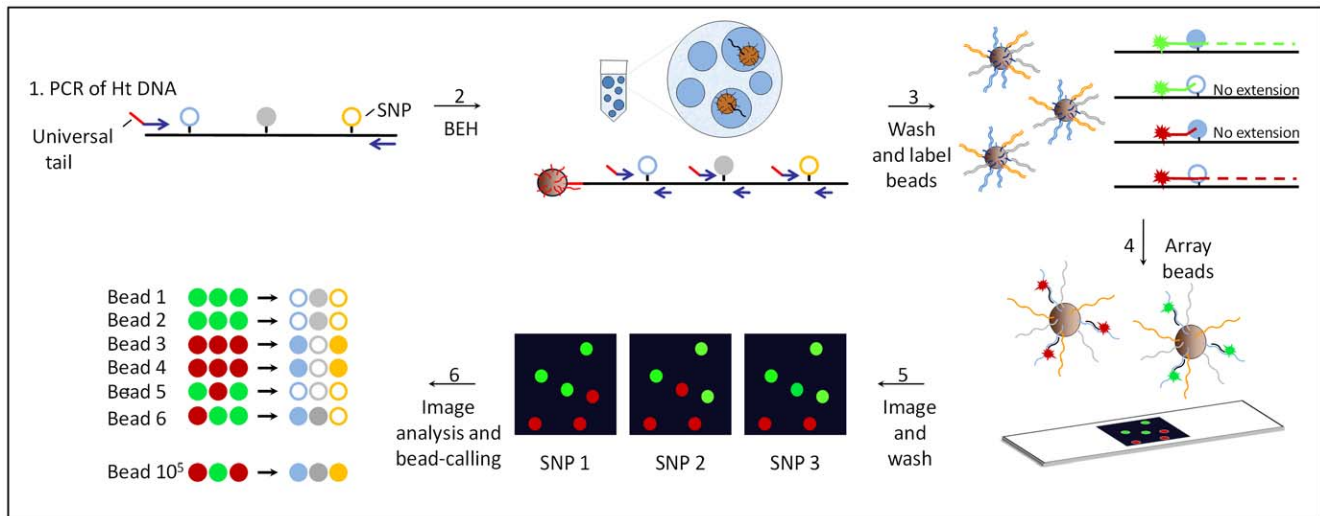 1. PCR of Ht DNA
Universal
tail
SNP
2
BEH
3
Wash
and label
beads
No extension
No extension
4
Array
beads
5
Image
and
wash
SNP 1
SNP 2
SNP 3
6
Image
analysis and
bead-calling
Bead 1
Bead 2
Bead 3
Bead 4
Bead 5
Bead 6
Bead 10⁵